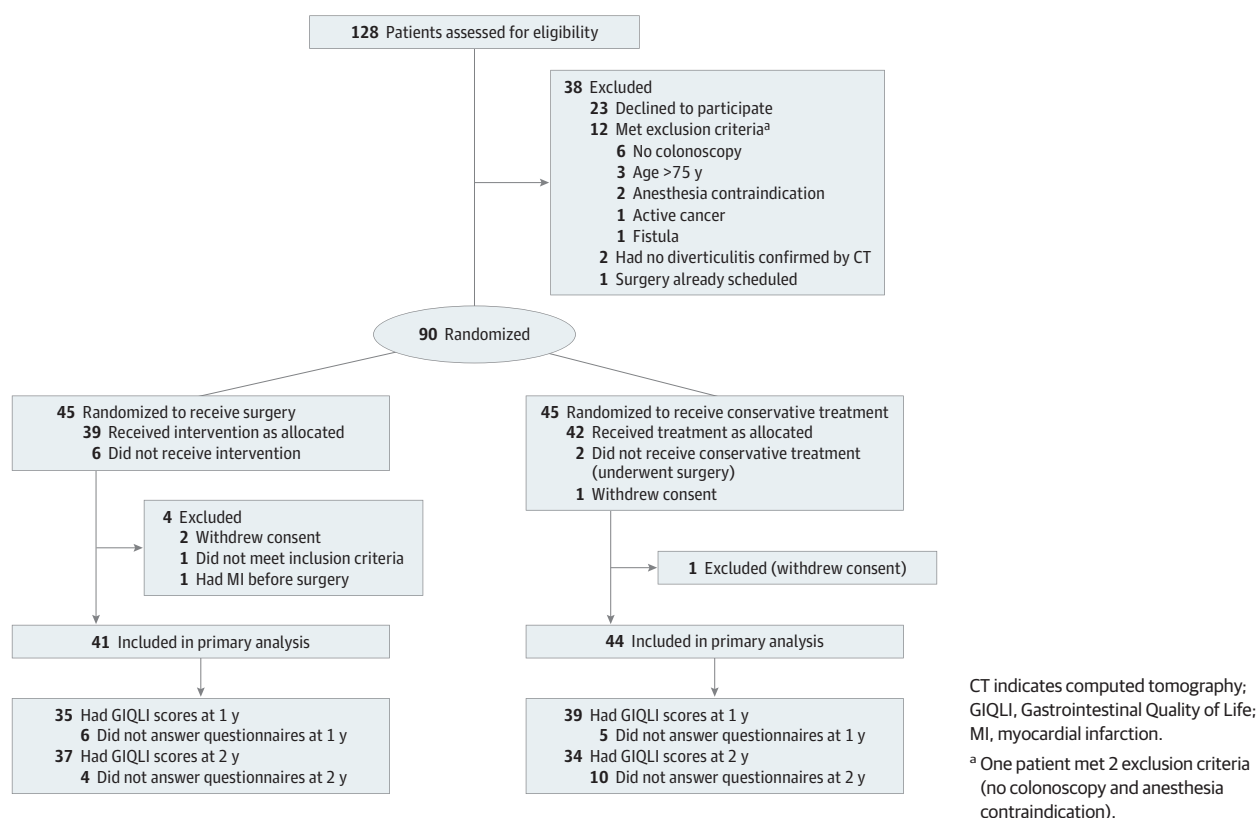 128 Patients assessed for eligibility
38 Excluded
23 Declined to participate
12 Met exclusion criteriaᵃ
6 No colonoscopy
3 Age >75 y
2 Anesthesia contraindication
1 Active cancer
1 Fistula
2 Had no diverticulitis confirmed by CT
1 Surgery already scheduled
90 Randomized
45 Randomized to receive surgery
39 Received intervention as allocated
6 Did not receive intervention
45 Randomized to receive conservative treatment
42 Received treatment as allocated
2 Did not receive conservative treatment
(underwent surgery)
1 Withdrew consent
4 Excluded
2 Withdrew consent
1 Did not meet inclusion criteria
1 Had MI before surgery
1 Excluded (withdrew consent)
41 Included in primary analysis
44 Included in primary analysis
35 Had GIQLI scores at 1 y
6 Did not answer questionnaires at 1 y
37 Had GIQLI scores at 2 y
4 Did not answer questionnaires at 2 y
39 Had GIQLI scores at 1 y
5 Did not answer questionnaires at 1 y
34 Had GIQLI scores at 2 y
10 Did not answer questionnaires at 2 y
CT indicates computed tomography;
GIQLI, Gastrointestinal Quality of Life;
MI, myocardial infarction.
ᵃ One patient met 2 exclusion criteria
(no colonoscopy and anesthesia
contraindication).